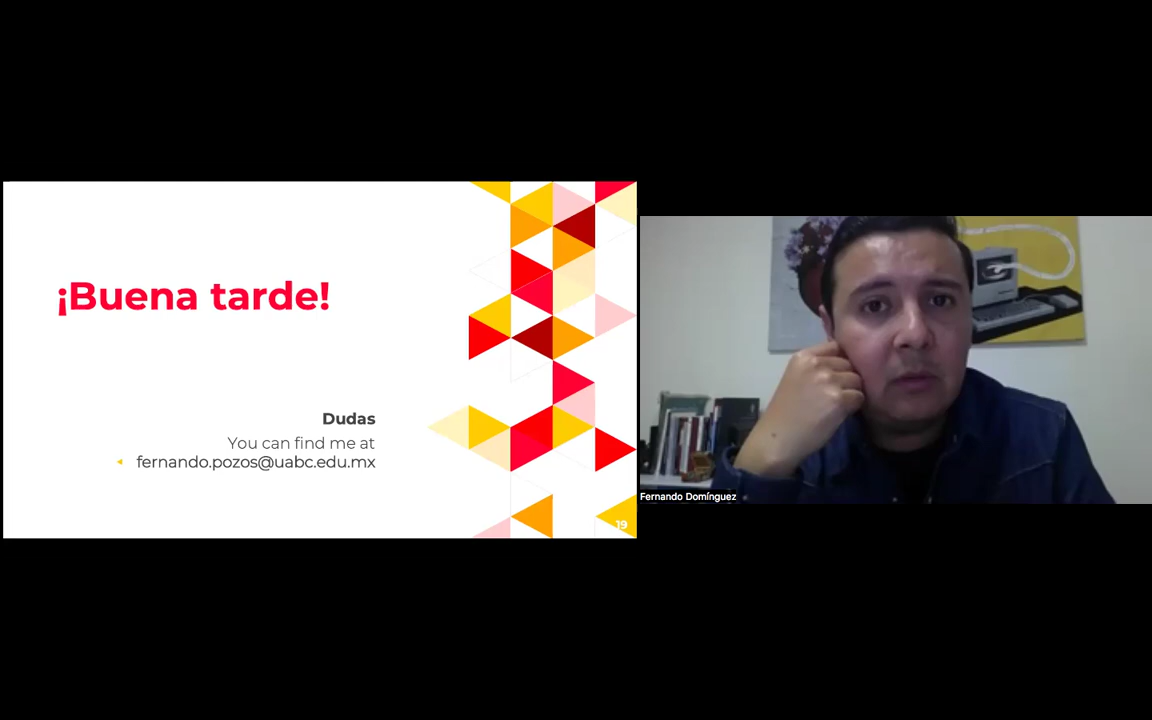 ¡Buena tarde!
Dudas
You can find me at
fernando.pozos@uabc.edu.mx
19
Fernando Domínguez